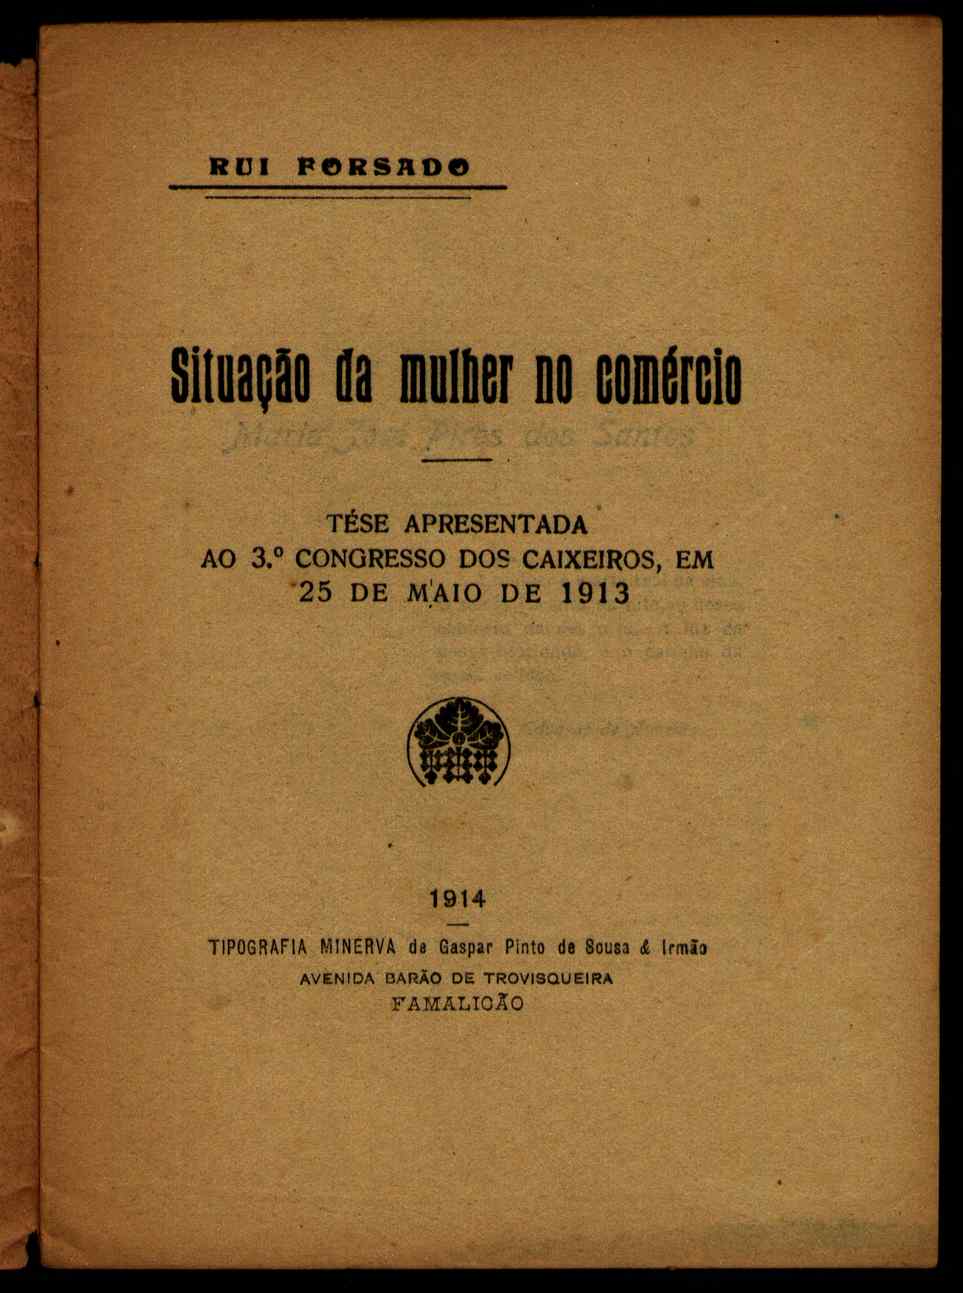 RUI FORSADO
Situação da mulher no comércio
Maria José Pires dos Santos
TÉSE APRESENTADA
AO 3.º CONGRESSO DOS CAIXEIROS, EM
25 DE MAIO DE 1913
1914
TIPOGRAFIA MINERVA de Gaspar Pinto de Sousa & Irmão
AVENIDA BARÃO DE TROVISQUEIRA
FAMALICÃO